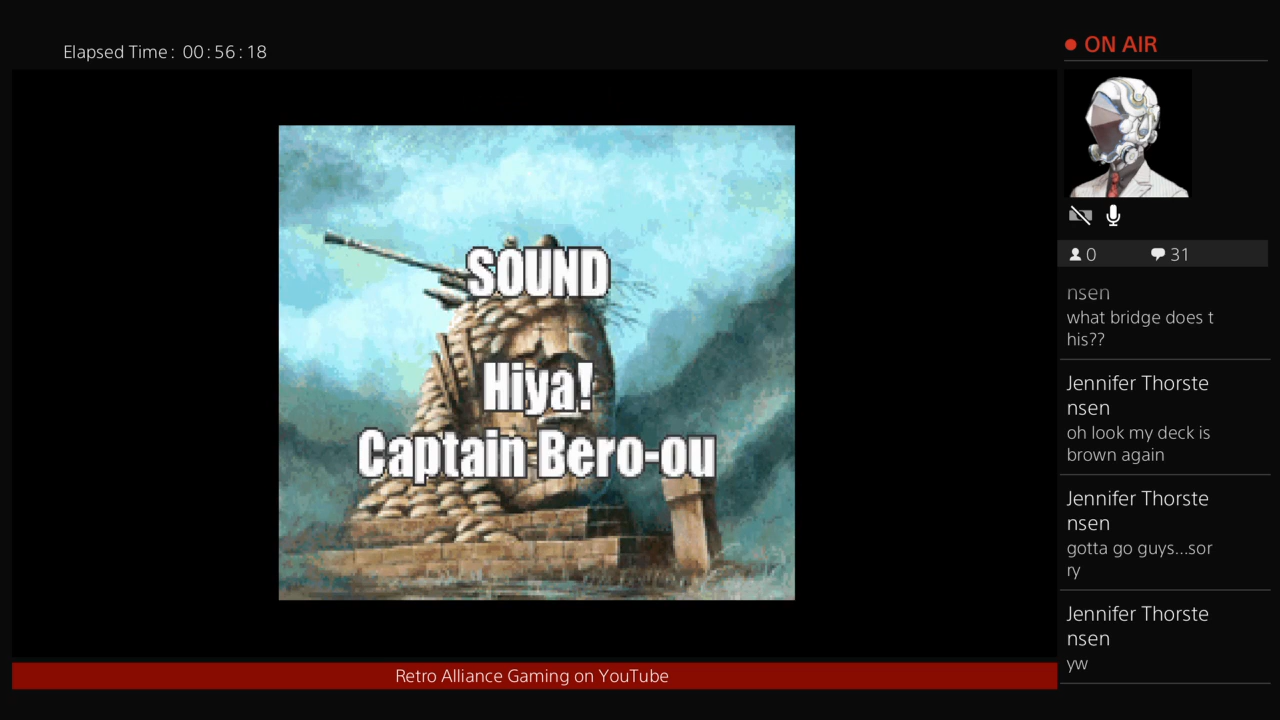 Elapsed Time: 00:56:18
ON AIR
0
31
nsen
what bridge does t
his??
Jennifer Thorste
nsen
oh look my deck is
brown again
Jennifer Thorste
nsen
gotta go guys...sor
ry
Jennifer Thorste
nsen
yw
SOUND
Hiya!
Captain Bero-ou
Retro Alliance Gaming on YouTube